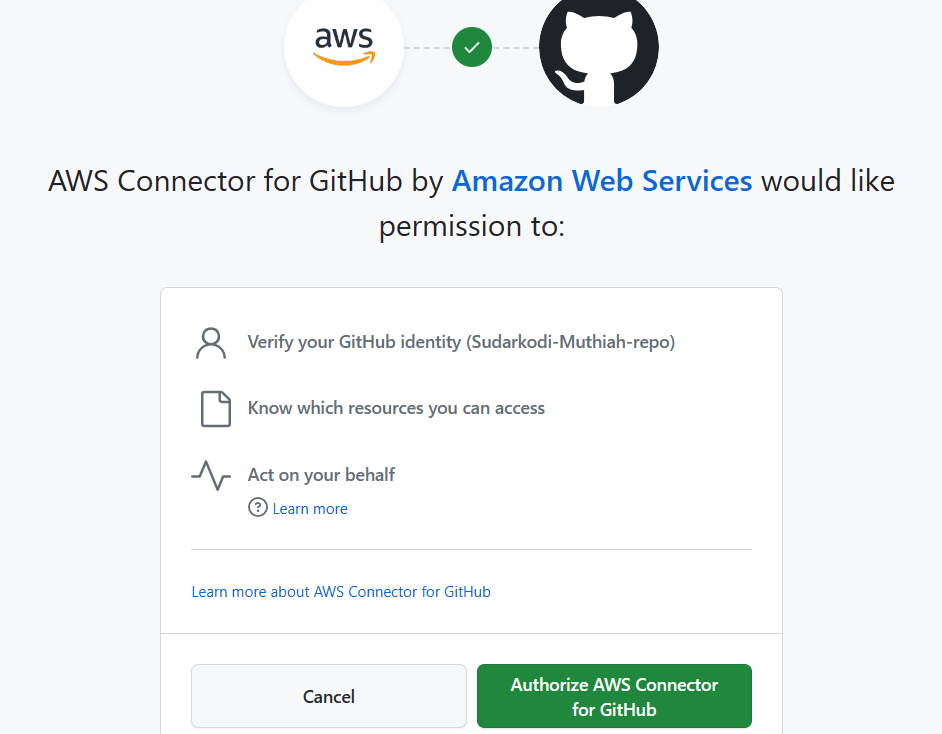 aws
AWS Connector for GitHub by Amazon Web Services would like
permission to:
Verify your GitHub identity (Sudarkodi-Muthiah-repo)
Know which resources you can access
Act on your behalf
? Learn more
Learn more about AWS Connector for GitHub
Cancel
Authorize AWS Connector
for GitHub